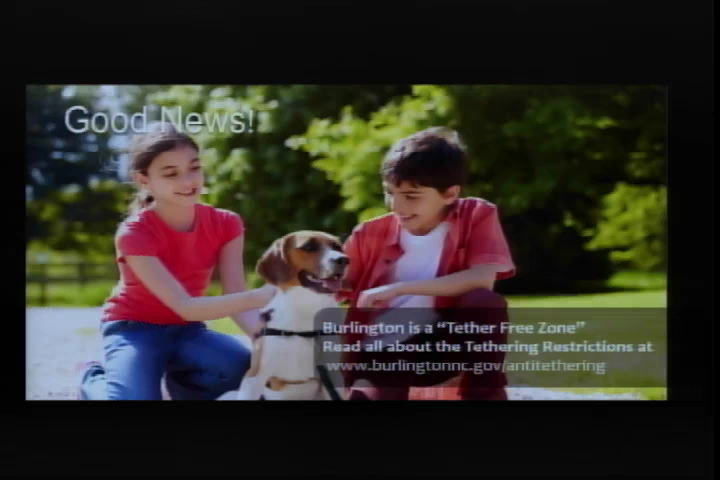 Good News!
Burlington is a “Tether Free Zone”
Read all about the Tethering Restrictions at
www.burlingtonnc.gov/antitethering